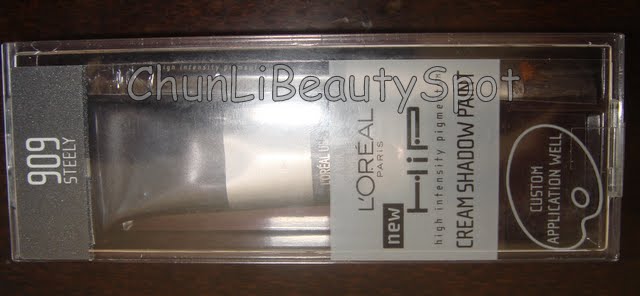 ChunLiBeautySpot
909
STEELY
L'ORÉAL
PARIS
new
HiP
high intensity pigments
CREAM SHADOW PAINT
CUSTOM
APPLICATION WELL